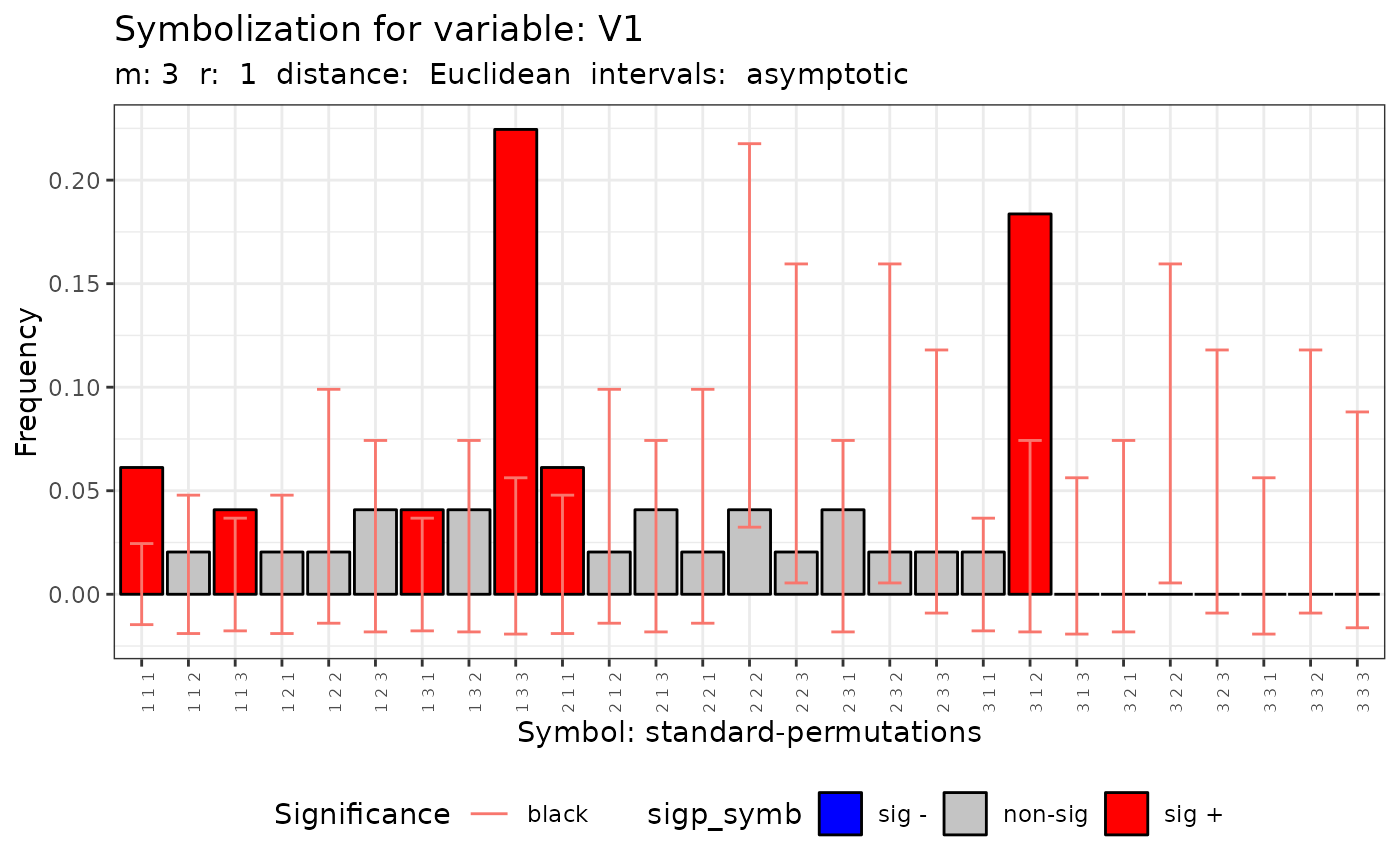 Symbolization for variable: V1
m: 3 r: 1 distance: Euclidean intervals: asymptotic
Frequency
0.20
0.15
0.10
0.05
0.00
1 1 1
1 1 2
1 1 3
1 2 1
1 2 2
1 2 3
1 3 1
1 3 2
1 3 3
2 1 1
2 1 2
2 1 3
2 2 1
2 2 2
2 2 3
2 3 1
2 3 2
2 3 3
3 1 1
3 1 2
3 1 3
3 2 1
3 2 2
3 2 3
3 3 1
3 3 2
3 3 3
Symbol: standard-permutations
Significance black sigp_symb sig - non-sig sig +